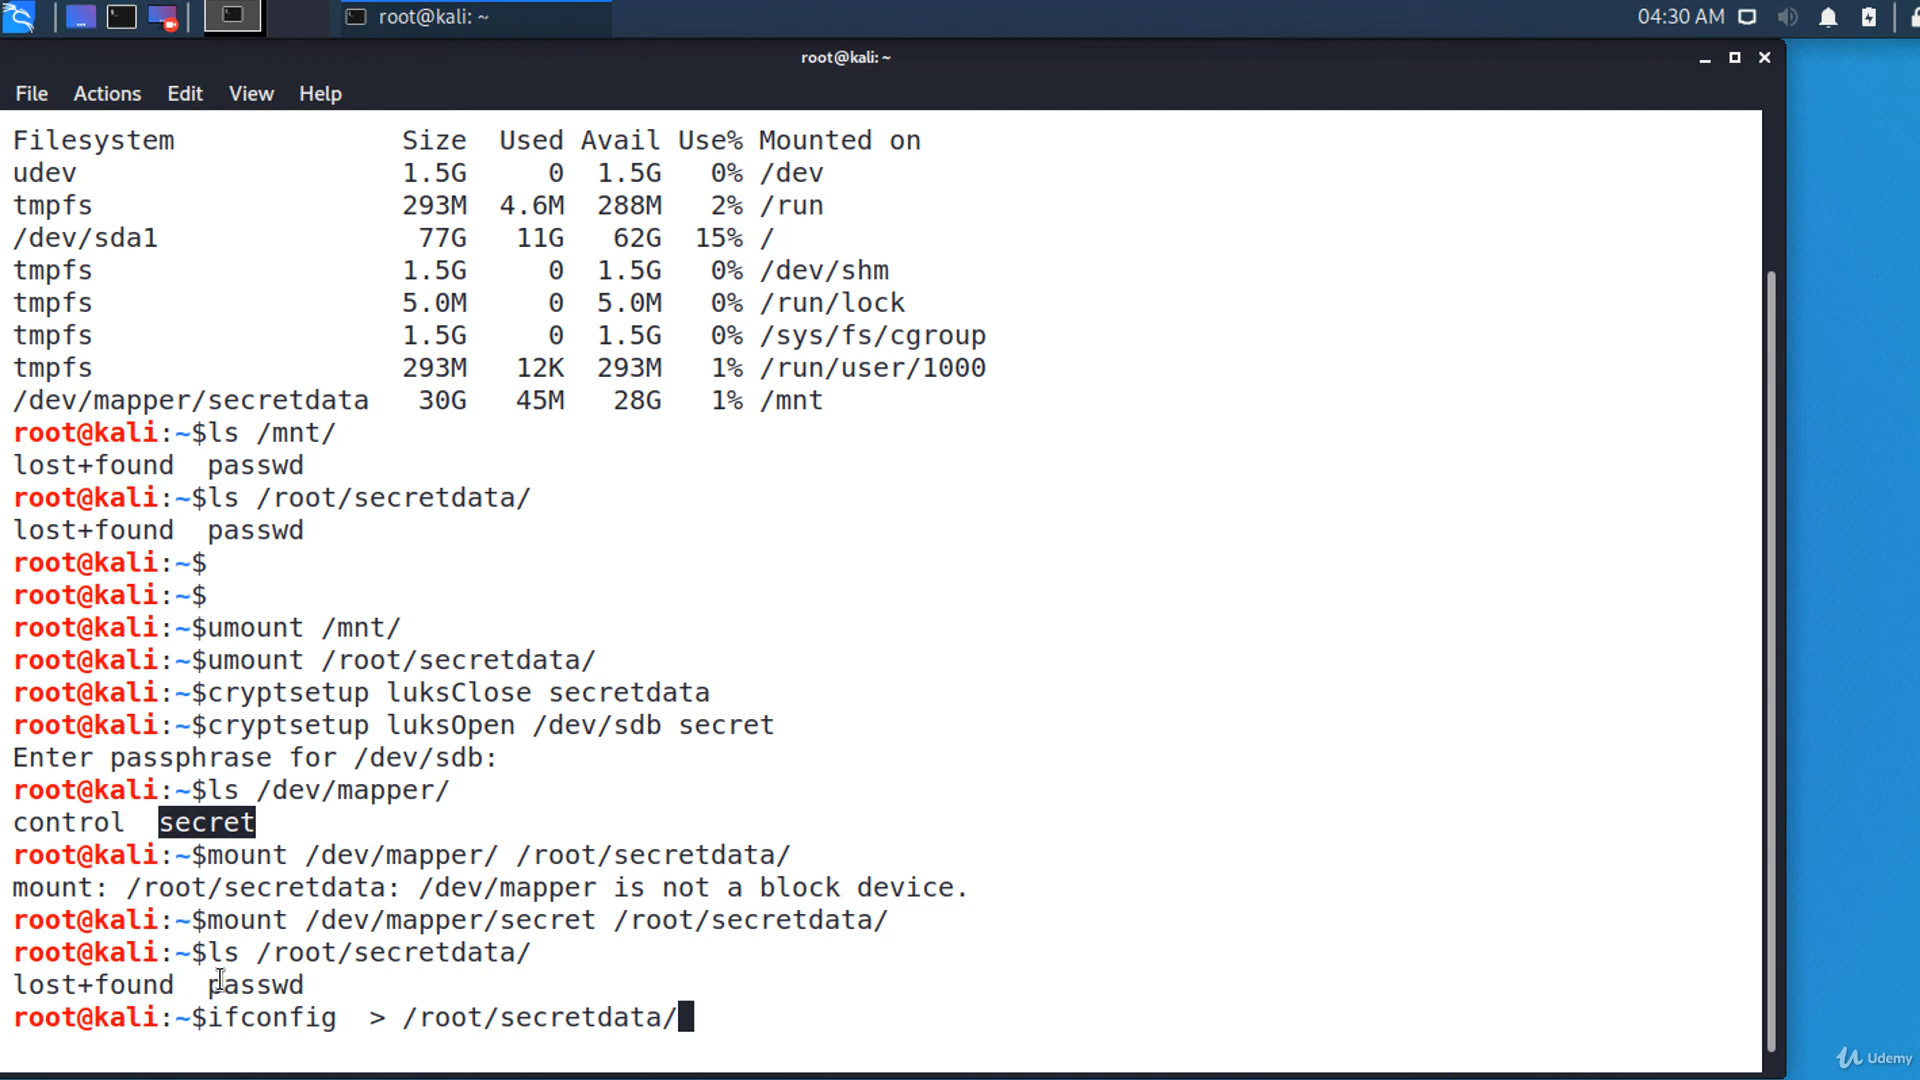 root@kali: ~
04:30 AM
root@kali: ~
File Actions Edit View Help
Filesystem Size Used Avail Use% Mounted on
udev 1.5G 0 1.5G 0% /dev
tmpfs 293M 4.6M 288M 2% /run
/dev/sda1 77G 11G 62G 15% /
tmpfs 1.5G 0 1.5G 0% /dev/shm
tmpfs 5.0M 0 5.0M 0% /run/lock
tmpfs 1.5G 0 1.5G 0% /sys/fs/cgroup
tmpfs 293M 12K 293M 1% /run/user/1000
/dev/mapper/secretdata 30G 45M 28G 1% /mnt
root@kali:~$ls /mnt/
lost+found passwd
root@kali:~$ls /root/secretdata/
lost+found passwd
root@kali:~$
root@kali:~$
root@kali:~$umount /mnt/
root@kali:~$umount /root/secretdata/
root@kali:~$cryptsetup luksClose secretdata
root@kali:~$cryptsetup luksOpen /dev/sdb secret
Enter passphrase for /dev/sdb:
root@kali:~$ls /dev/mapper/
control secret
root@kali:~$mount /dev/mapper/ /root/secretdata/
mount: /root/secretdata: /dev/mapper is not a block device.
root@kali:~$mount /dev/mapper/secret /root/secretdata/
root@kali:~$ls /root/secretdata/
lost+found passwd
root@kali:~$ifconfig > /root/secretdata/
Udemy